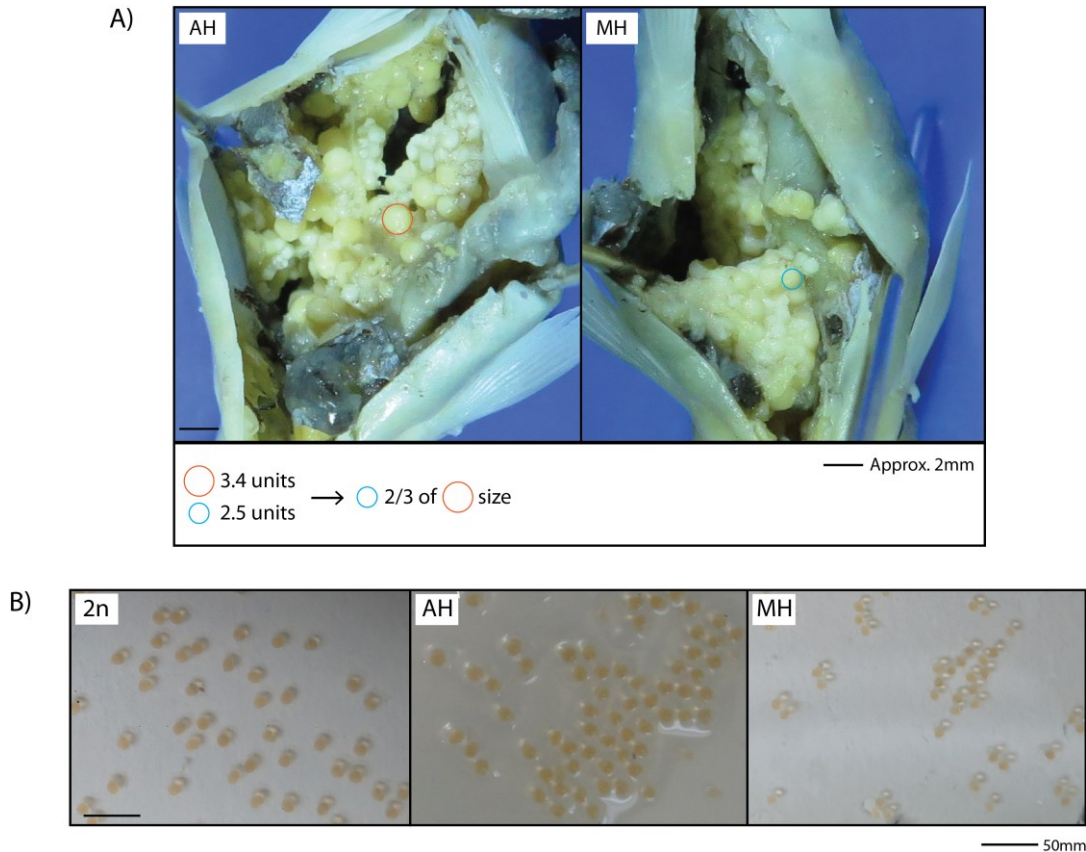 A)
AH
MH
3.4 units
2.5 units
2/3 of size
Approx. 2mm
B)
2n
AH
MH
50mm